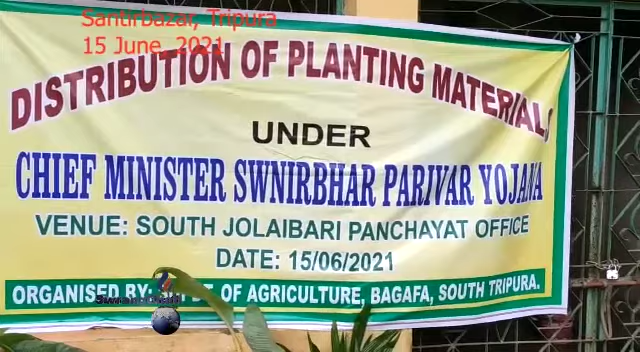 Santirbazar, Tripura
15 June 2021
DISTRIBUTION OF PLANTING MATERIALS
UNDER
CHIEF MINISTER SWNIRBHAR PARIVAR YOJANA
VENUE: SOUTH JOLAIBARI PANCHAYAT OFFICE
DATE: 15/06/2021
ORGANISED BY: OF AGRICULTURE, BAGAFA, SOUTH TRIPURA.